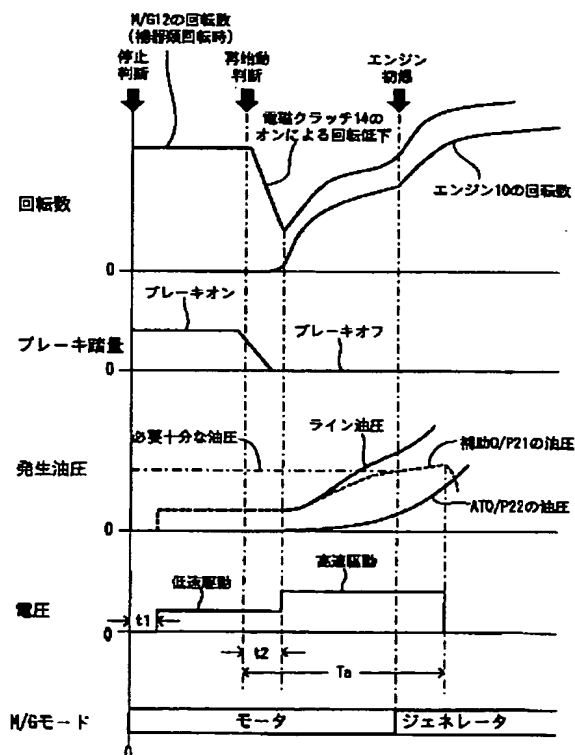 M/G12の回転数
(補器類回転時)
停止
判断
再始動
判断
エンジン
初爆
電磁クラッチ14の
オンによる回転低下
エンジン10の回転数
回転数
0
ブレーキオン
ブレーキオフ
ブレーキ踏量
0
必要十分な油圧
ライン油圧
補助O/P21の油圧
発生油圧
ATO/P22の油圧
0
高速駆動
低速駆動
電圧
t1
0
t2
Ta
M/Gモード
モータ
ジェネレータ
0